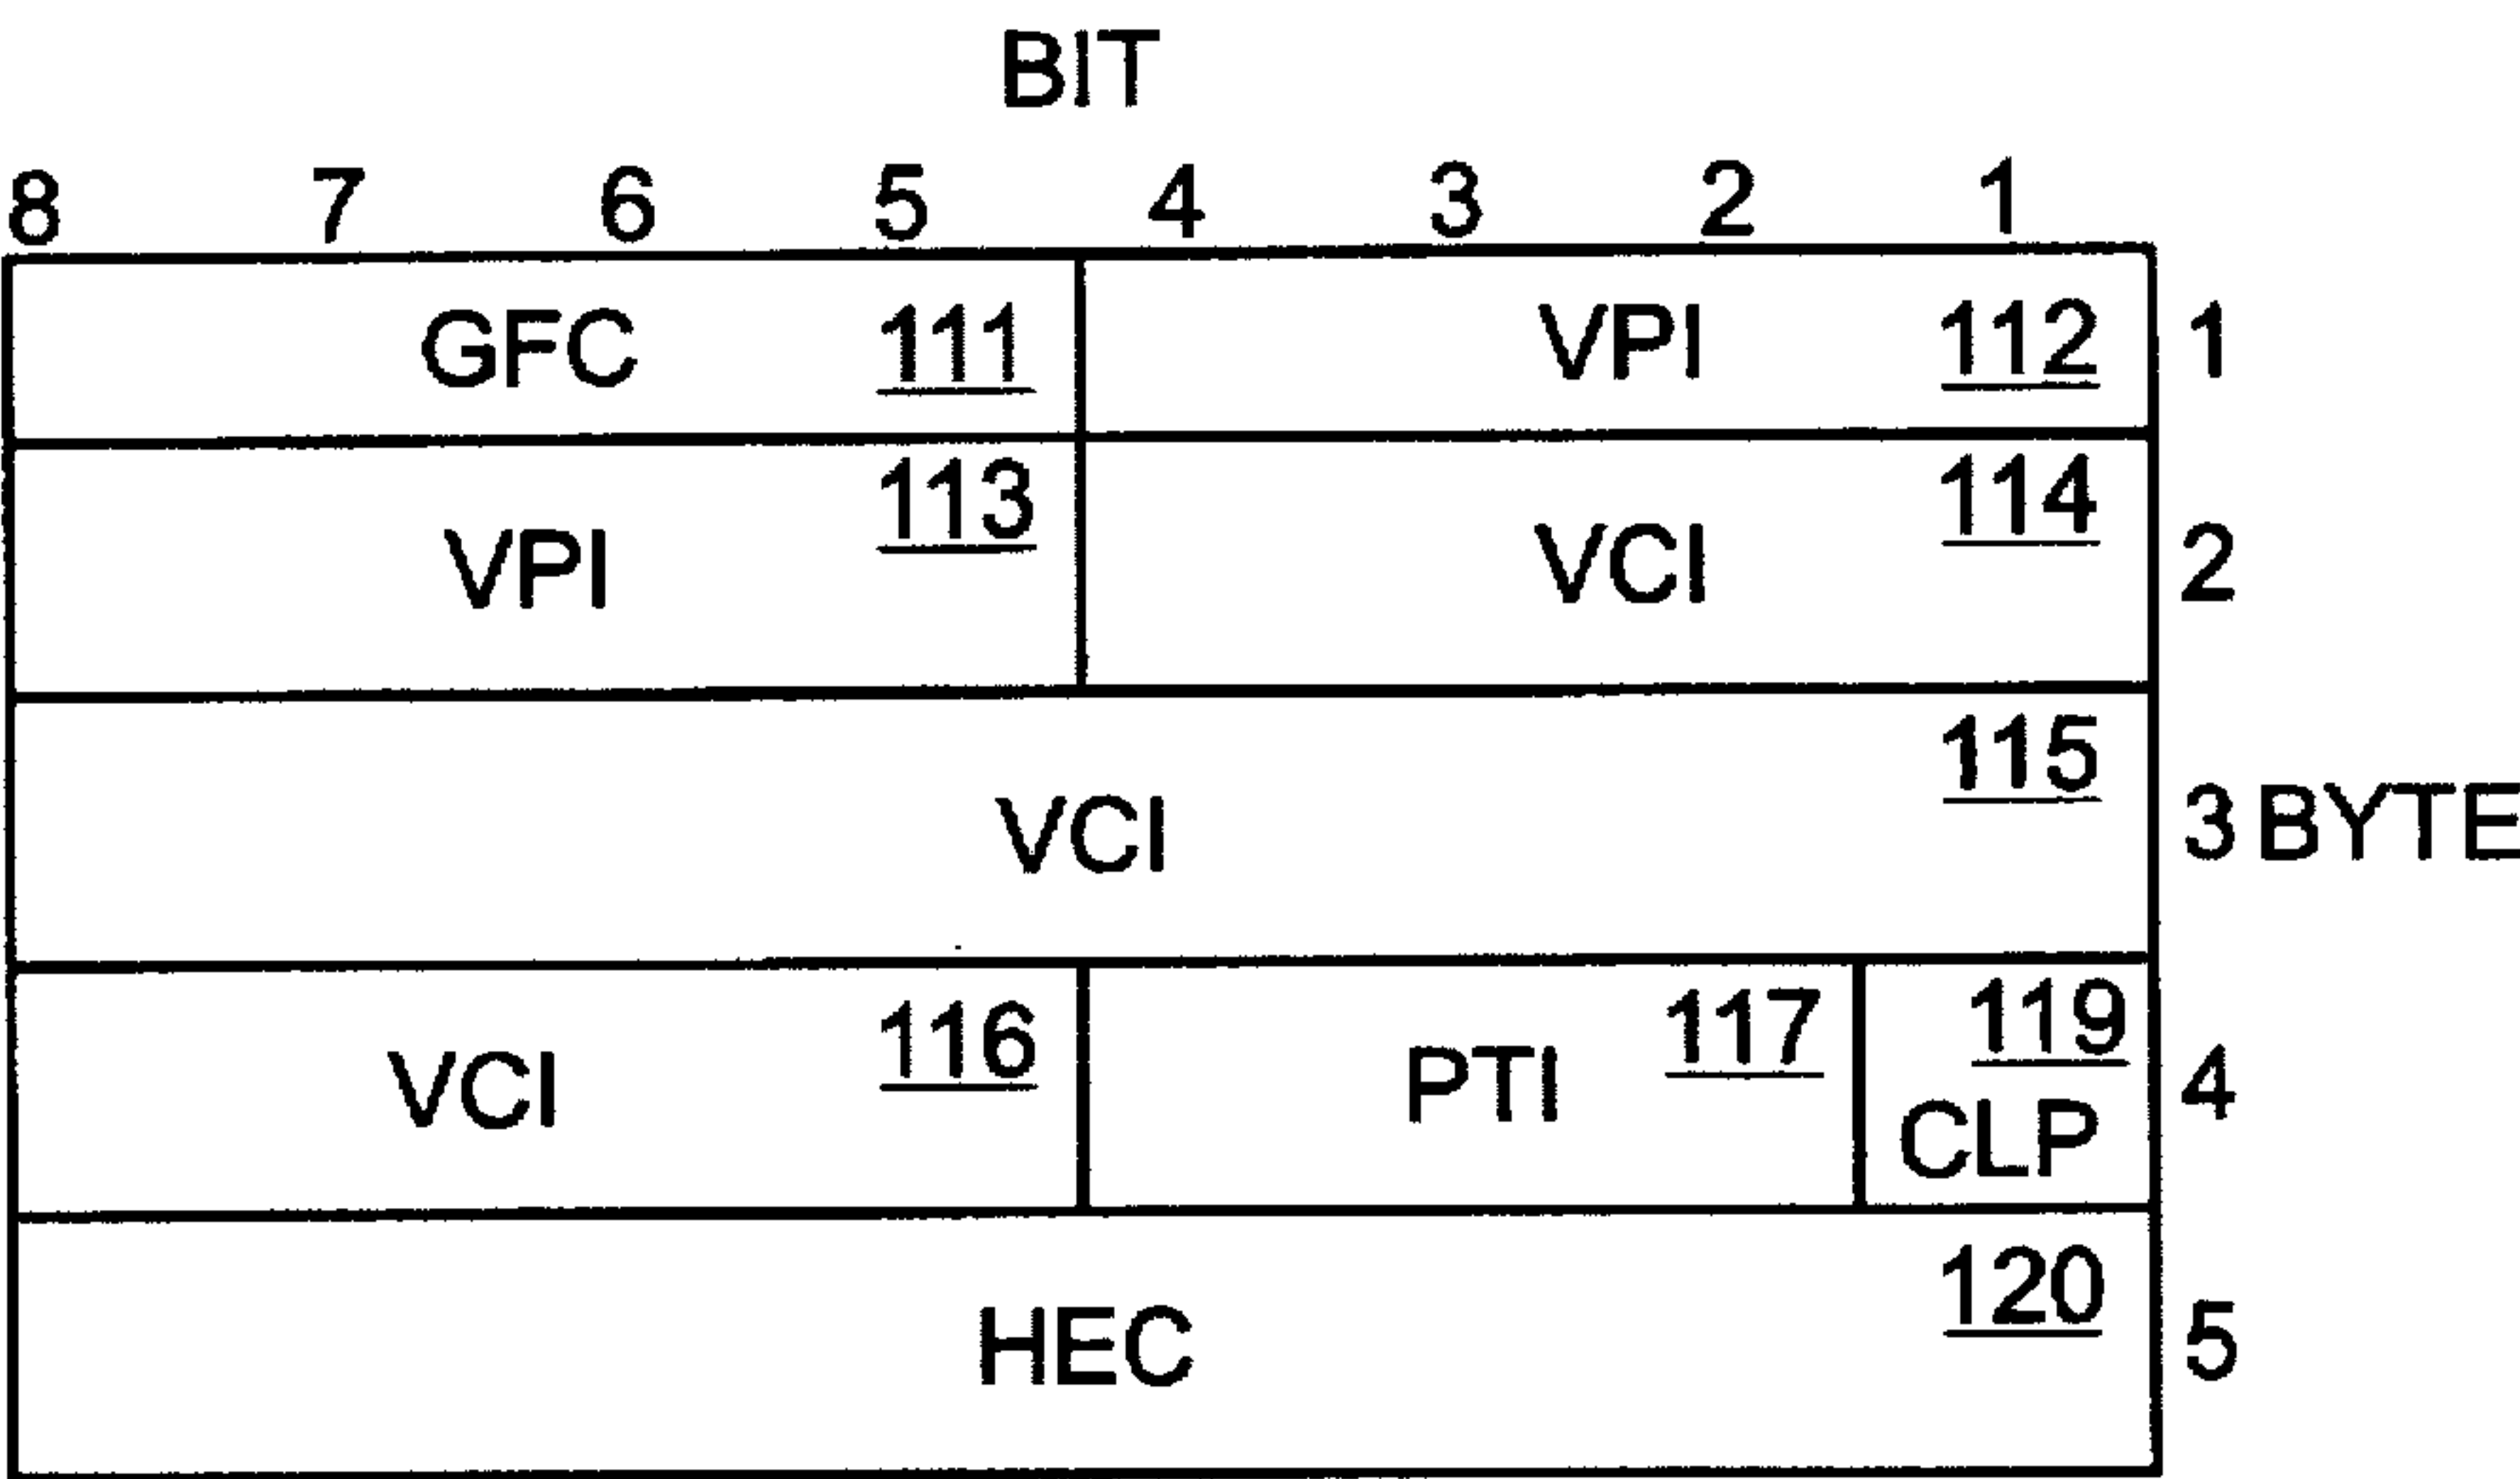 BIT
8 7 6 5 4 3 2 1
GFC 111 VPI 112 1
113 114
VPI VCI 2
115
VCI 3 BYTE
116 117 119
VCI PTI CLP 4
120
HEC 5